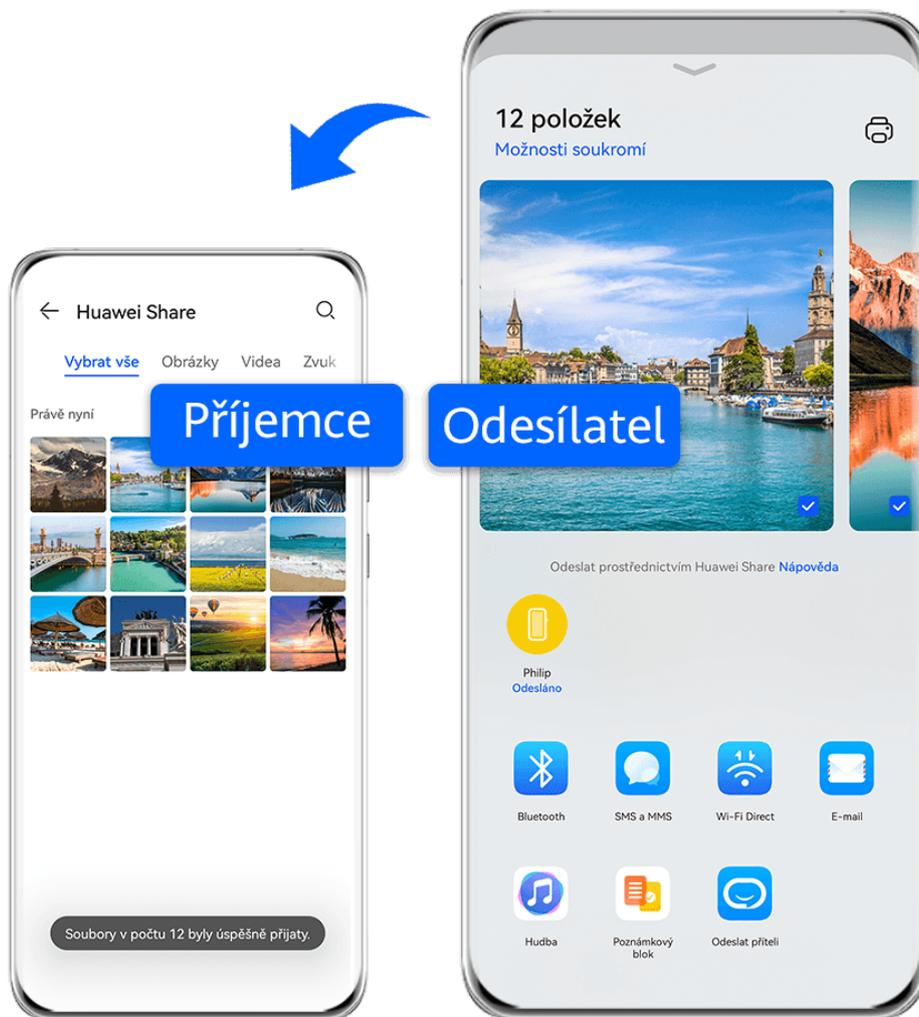 12 položek
Možnosti soukromí
Huawei Share
Vybrat vše Obrázky Videa Zvuk
Právě nyní
Příjemce
Odesílatel
Odeslat prostřednictvím Huawei Share Nápověda
Philip
Odesláno
Bluetooth
SMS a MMS
Wi-Fi Direct
E-mail
Hudba
Poznámkový
blok
Odeslat příteli
Soubory v počtu 12 byly úspěšně přijaty.